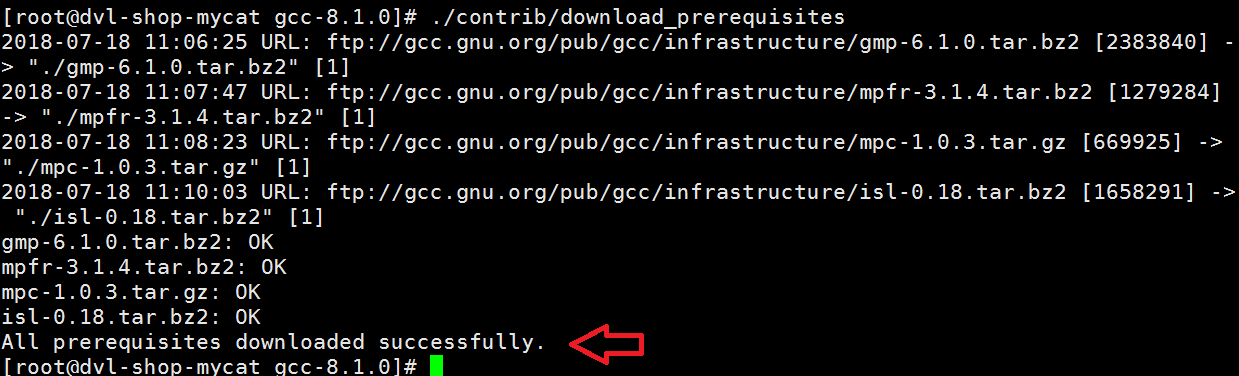 [root@dvl-shop-mycat gcc-8.1.0]# ./contrib/download_prerequisites
2018-07-18 11:06:25 URL: ftp://gcc.gnu.org/pub/gcc/infrastructure/gmp-6.1.0.tar.bz2 [2383840] -
> "./gmp-6.1.0.tar.bz2" [1]
2018-07-18 11:07:47 URL: ftp://gcc.gnu.org/pub/gcc/infrastructure/mpfr-3.1.4.tar.bz2 [1279284]
-> "./mpfr-3.1.4.tar.bz2" [1]
2018-07-18 11:08:23 URL: ftp://gcc.gnu.org/pub/gcc/infrastructure/mpc-1.0.3.tar.gz [669925] ->
"./mpc-1.0.3.tar.gz" [1]
2018-07-18 11:10:03 URL: ftp://gcc.gnu.org/pub/gcc/infrastructure/isl-0.18.tar.bz2 [1658291] ->
 "./isl-0.18.tar.bz2" [1]
gmp-6.1.0.tar.bz2: OK
mpfr-3.1.4.tar.bz2: OK
mpc-1.0.3.tar.gz: OK
isl-0.18.tar.bz2: OK
All prerequisites downloaded successfully.
[root@dvl-shop-mycat gcc-8.1.0]#